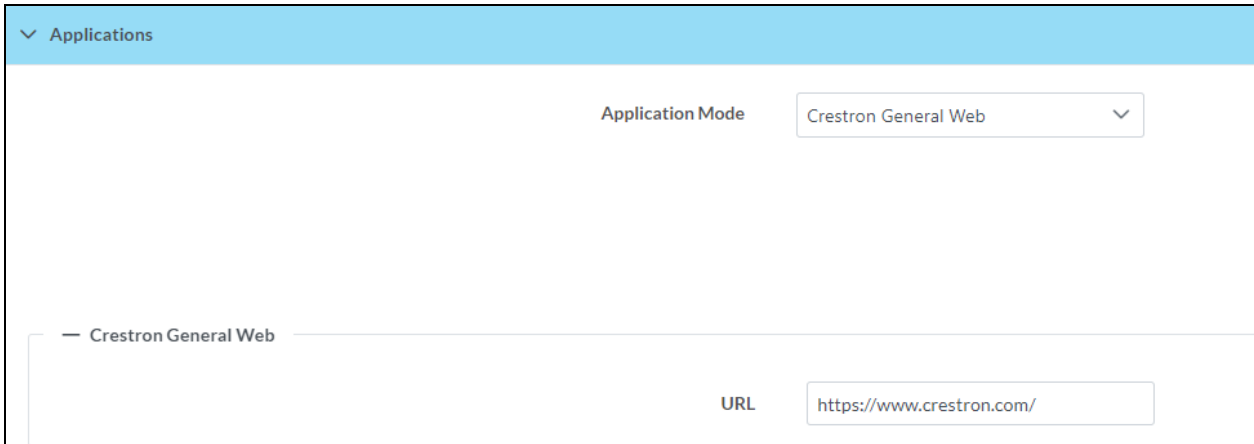 Applications
Application Mode Crestron General Web
Crestron General Web
URL https://www.crestron.com/